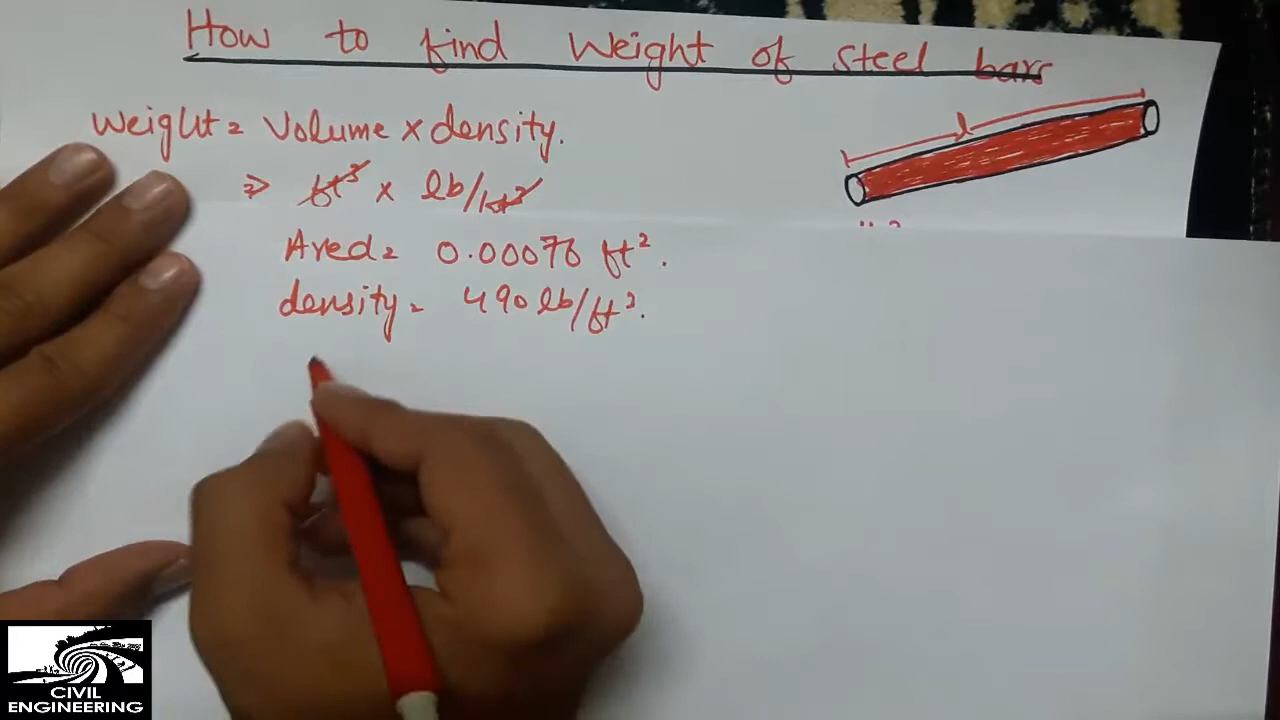 How to find Weight of Steel bars
Weight = Volume × density.
⇒ ft³ × lb/ft³
Area = 0.00076 ft².
density = 490 lb/ft³.
CIVIL
ENGINEERING